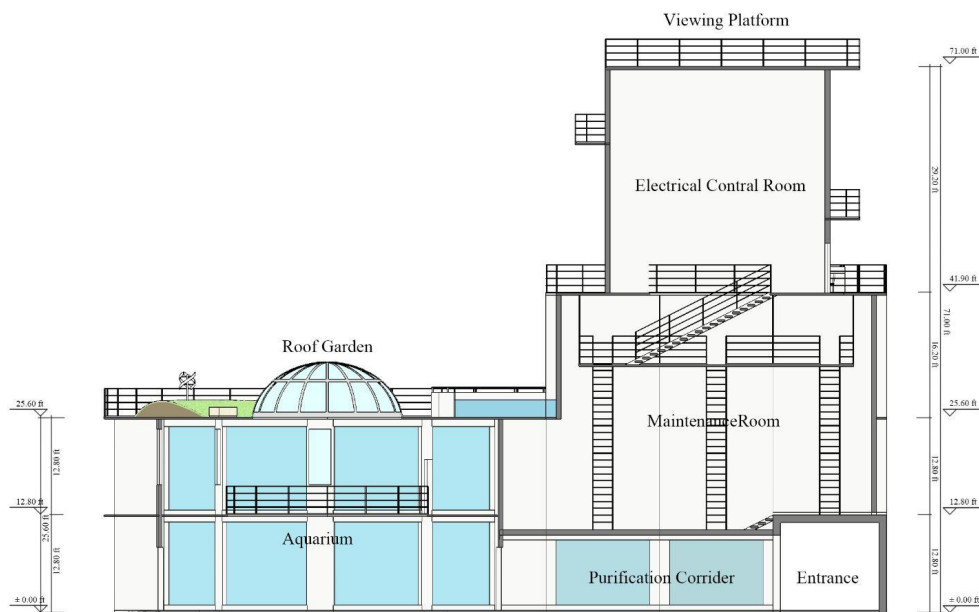 Viewing Platform
71.00 ft
29.20 ft
Electrical Contral Room
41.90 ft
71.00 ft
16.20 ft
Roof Garden
25.60 ft
25.60 ft
MaintenanceRoom
12.80 ft
12.80 ft
12.80 ft
12.80 ft
25.60 ft
Aquarium
12.80 ft
12.80 ft
Purification Corrider
Entrance
± 0.00 ft
± 0.00 ft